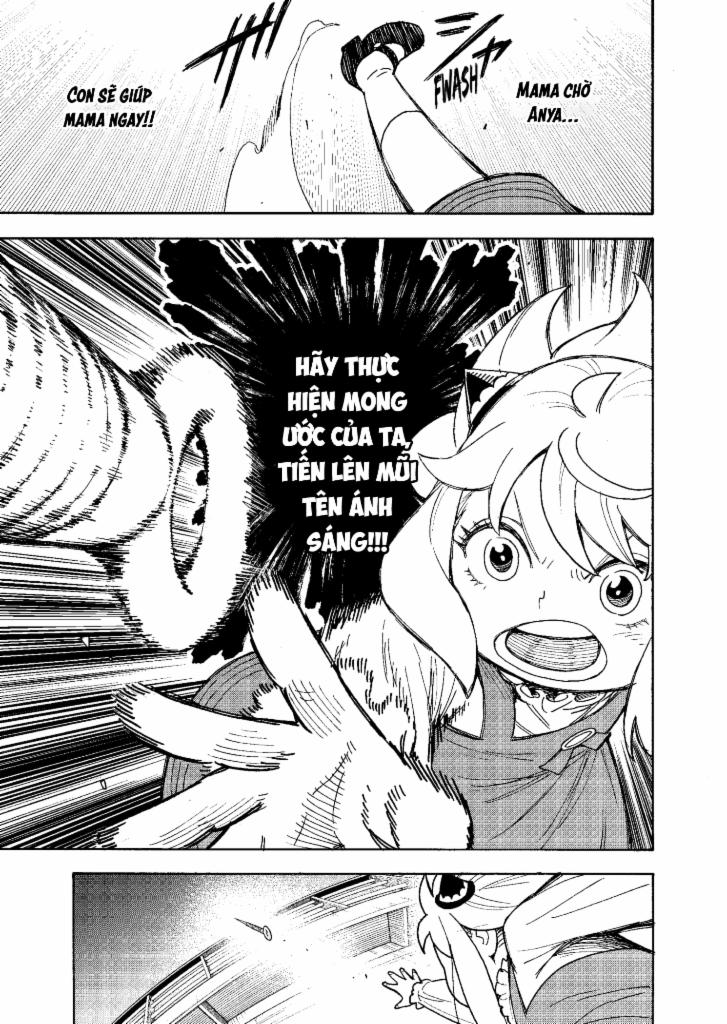 MAMA CHỜ
ANYA...
FWASH
CON SẼ GIÚP
MAMA NGAY!!
HÃY THỰC
HIỆN MONG
ƯỚC CỦA TA,
TIẾN LÊN MŨI
TÊN ÁNH
SÁNG!!!